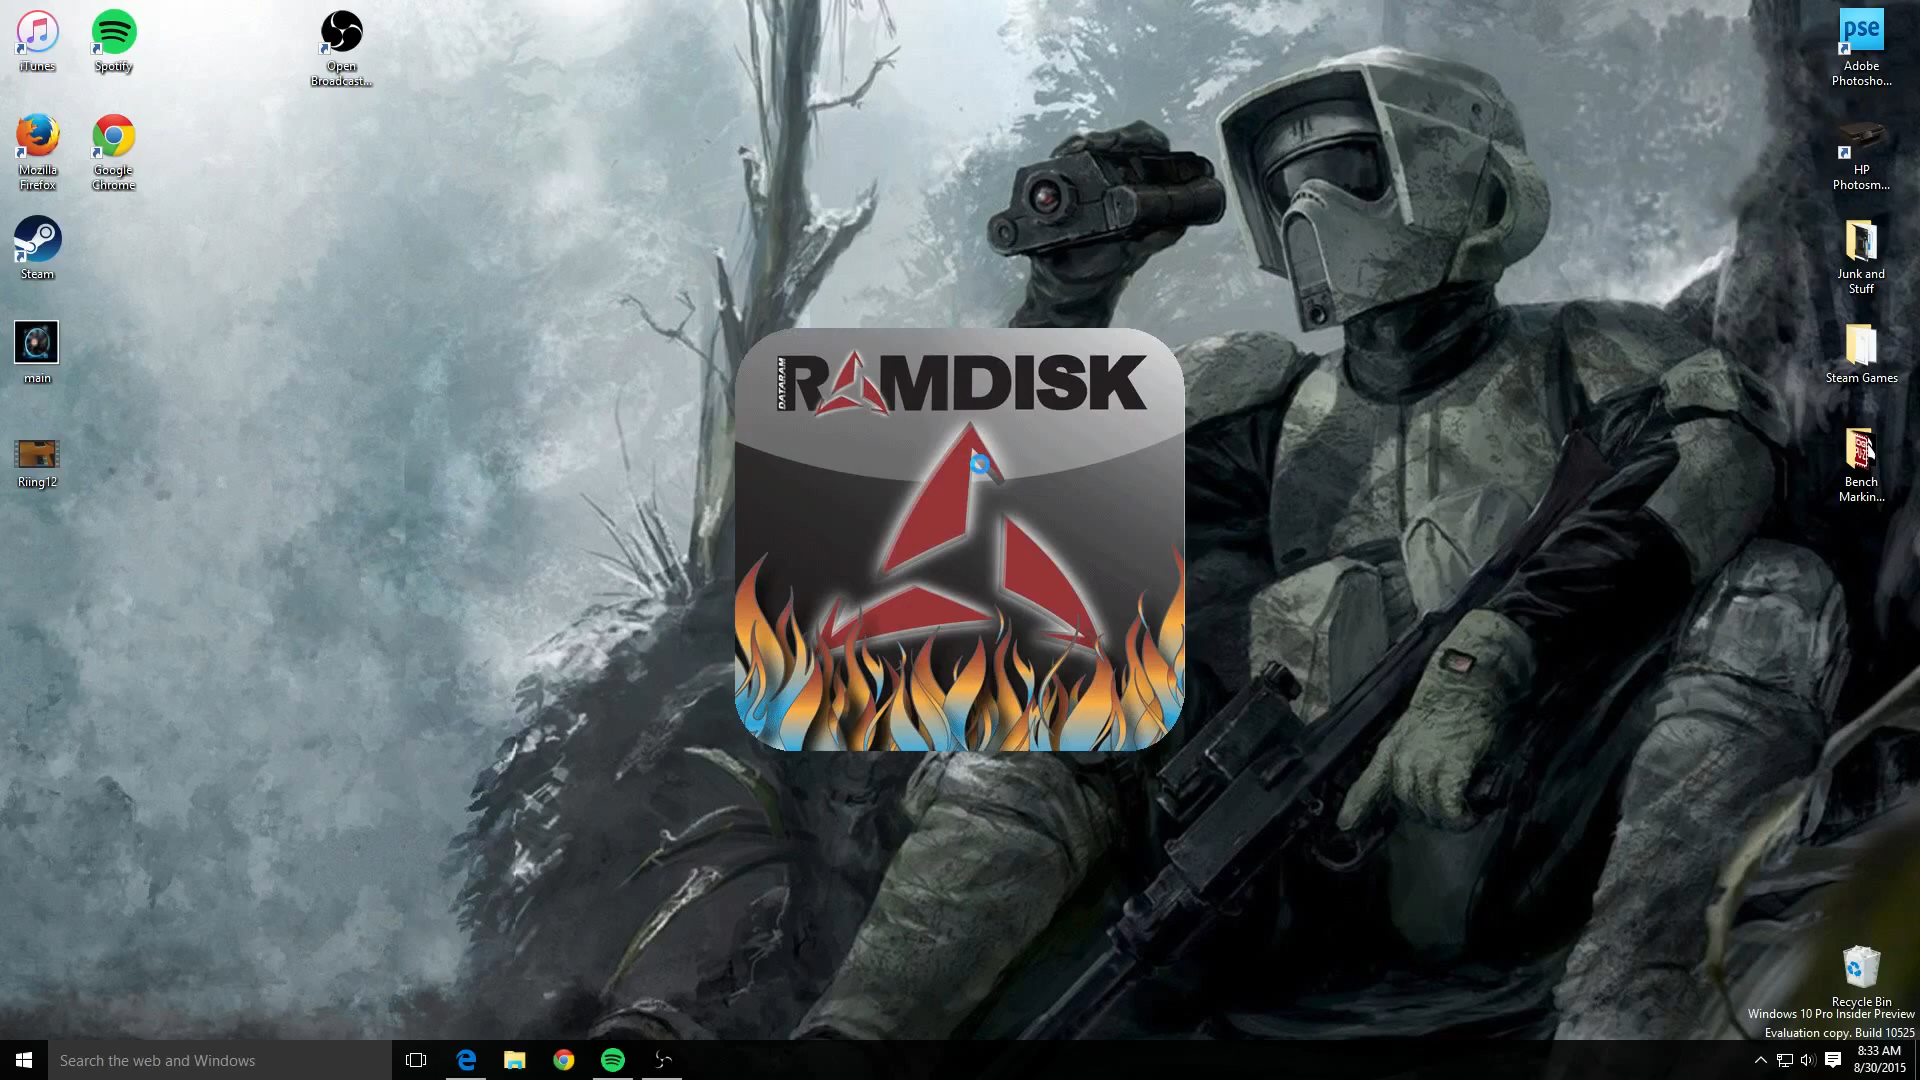 iTunes
Spotify
Open
Broadcast...
Mozilla
Firefox
Google
Chrome
Steam
main
Riing12
DATARAM
RAMDISK
pse
Adobe
Photosho...
HP
Photosm...
Junk and
Stuff
Steam Games
Bench
Markin...
Recycle Bin
Windows 10 Pro Insider Preview
Evaluation copy. Build 10525
Search the web and Windows
8:33 AM
8/30/2015